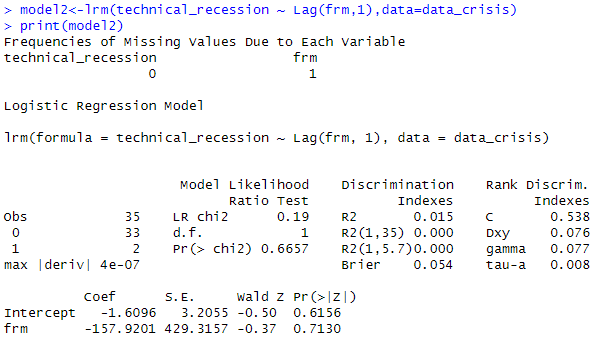 > model2<-lrm(technical_recession ~ Lag(frm,1),data=data_crisis)
> print(model2)
Frequencies of Missing Values Due to Each Variable
technical_recession                 frm
                  0                   1

Logistic Regression Model

lrm(formula = technical_recession ~ Lag(frm, 1), data = data_crisis)

                      Model Likelihood    Discrimination    Rank Discrim.
                            Ratio Test           Indexes          Indexes
Obs            35    LR chi2      0.19    R2       0.015    C       0.538
 0             33    d.f.            1    R2(1,35) 0.000    Dxy     0.076
 1              2    Pr(> chi2) 0.6657    R2(1,5.7)0.000    gamma   0.077
max |deriv| 4e-07                         Brier    0.054    tau-a   0.008

          Coef      S.E.     Wald Z Pr(>|Z|)
Intercept   -1.6096   3.2055 -0.50  0.6156
frm       -157.9201 429.3157 -0.37  0.7130